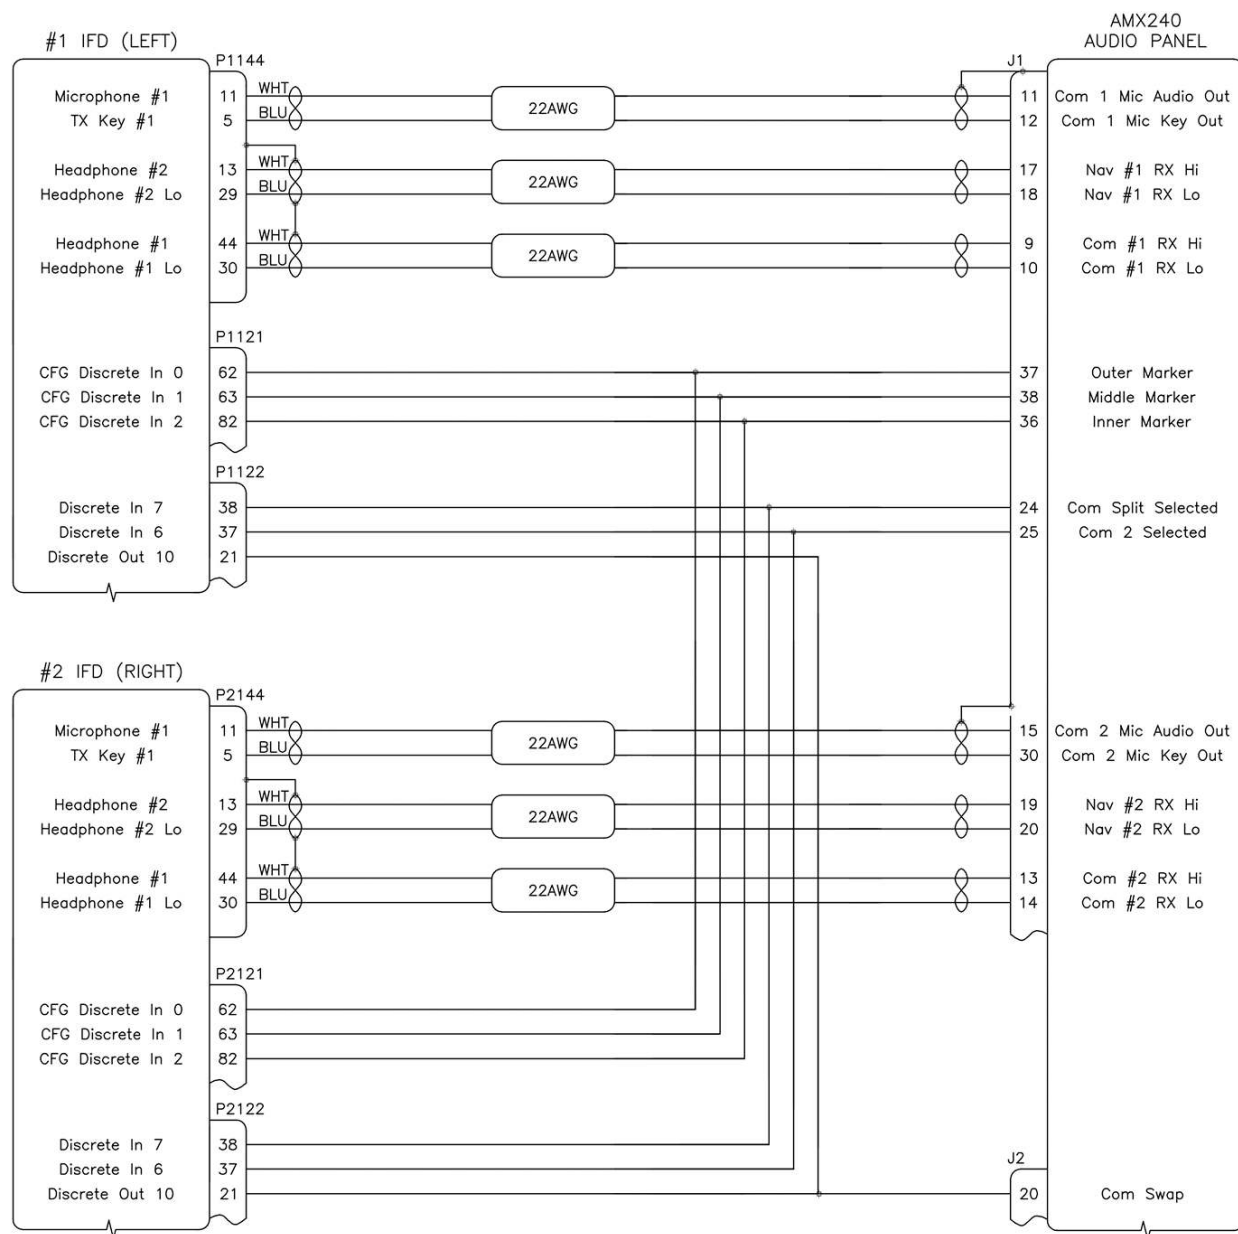 AMX240
#1 IFD (LEFT) AUDIO PANEL
P1144 J1
Microphone #1 11 WHT 22AWG 11 Com 1 Mic Audio Out
TX Key #1 5 BLU 12 Com 1 Mic Key Out
Headphone #2 13 WHT 22AWG 17 Nav #1 RX Hi
Headphone #2 Lo 29 BLU 18 Nav #1 RX Lo
Headphone #1 44 WHT 22AWG 9 Com #1 RX Hi
Headphone #1 Lo 30 BLU 10 Com #1 RX Lo
P1121
CFG Discrete In 0 62 37 Outer Marker
CFG Discrete In 1 63 38 Middle Marker
CFG Discrete In 2 82 36 Inner Marker
P1122
Discrete In 7 38 24 Com Split Selected
Discrete In 6 37 25 Com 2 Selected
Discrete Out 10 21
#2 IFD (RIGHT)
P2144
Microphone #1 11 WHT 22AWG 15 Com 2 Mic Audio Out
TX Key #1 5 BLU 30 Com 2 Mic Key Out
Headphone #2 13 WHT 22AWG 19 Nav #2 RX Hi
Headphone #2 Lo 29 BLU 20 Nav #2 RX Lo
Headphone #1 44 WHT 22AWG 13 Com #2 RX Hi
Headphone #1 Lo 30 BLU 14 Com #2 RX Lo
P2121
CFG Discrete In 0 62
CFG Discrete In 1 63
CFG Discrete In 2 82
P2122
Discrete In 7 38
Discrete In 6 37 J2
Discrete Out 10 21 20 Com Swap